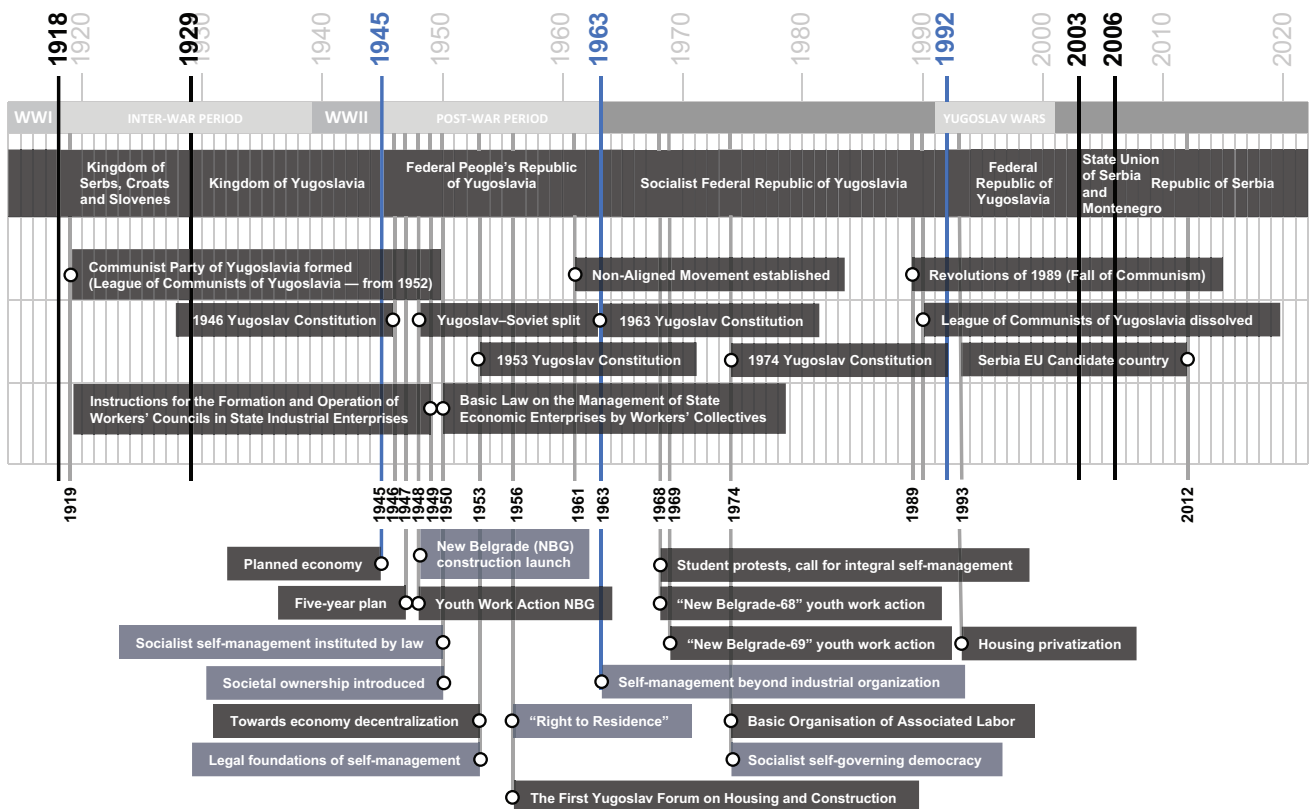 1918
1920
1929
1930
1940
1945
1950
1960
1963
1970
1980
1990
1992
2000
2003
2006
2010
2020
WWI
INTER-WAR PERIOD
WWII
POST-WAR PERIOD
YUGOSLAV WARS
Kingdom of
Serbs, Croats
and Slovenes
Kingdom of Yugoslavia
Federal People's Republic
of Yugoslavia
Socialist Federal Republic of Yugoslavia
Federal
Republic of
Yugoslavia
State Union
of Serbia
and
Montenegro
Republic of Serbia
Communist Party of Yugoslavia formed
(League of Communists of Yugoslavia — from 1952)
Non-Aligned Movement established
Revolutions of 1989 (Fall of Communism)
1946 Yugoslav Constitution
Yugoslav–Soviet split
1963 Yugoslav Constitution
League of Communists of Yugoslavia dissolved
1953 Yugoslav Constitution
1974 Yugoslav Constitution
Serbia EU Candidate country
Instructions for the Formation and Operation of
Workers' Councils in State Industrial Enterprises
Basic Law on the Management of State
Economic Enterprises by Workers' Collectives
1919
1945
1946
1947
1948
1949
1950
1953
1956
1961
1963
1968
1969
1974
1989
1993
2012
Planned economy
New Belgrade (NBG)
construction launch
Student protests, call for integral self-management
Five-year plan
Youth Work Action NBG
“New Belgrade-68” youth work action
Socialist self-management instituted by law
“New Belgrade-69” youth work action
Housing privatization
Societal ownership introduced
Self-management beyond industrial organization
Towards economy decentralization
“Right to Residence”
Basic Organisation of Associated Labor
Legal foundations of self-management
Socialist self-governing democracy
The First Yugoslav Forum on Housing and Construction